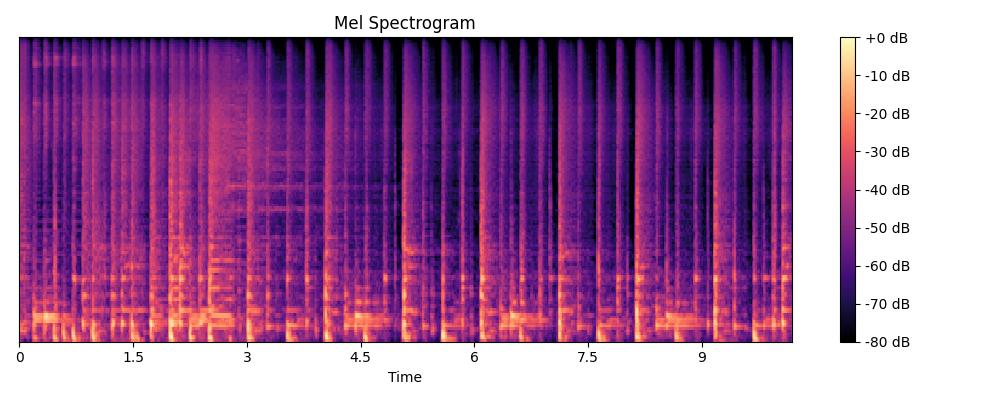 Mel Spectrogram
+0 dB
-10 dB
-20 dB
-30 dB
-40 dB
-50 dB
-60 dB
-70 dB
-80 dB
0 1.5 3 4.5 6 7.5 9
Time